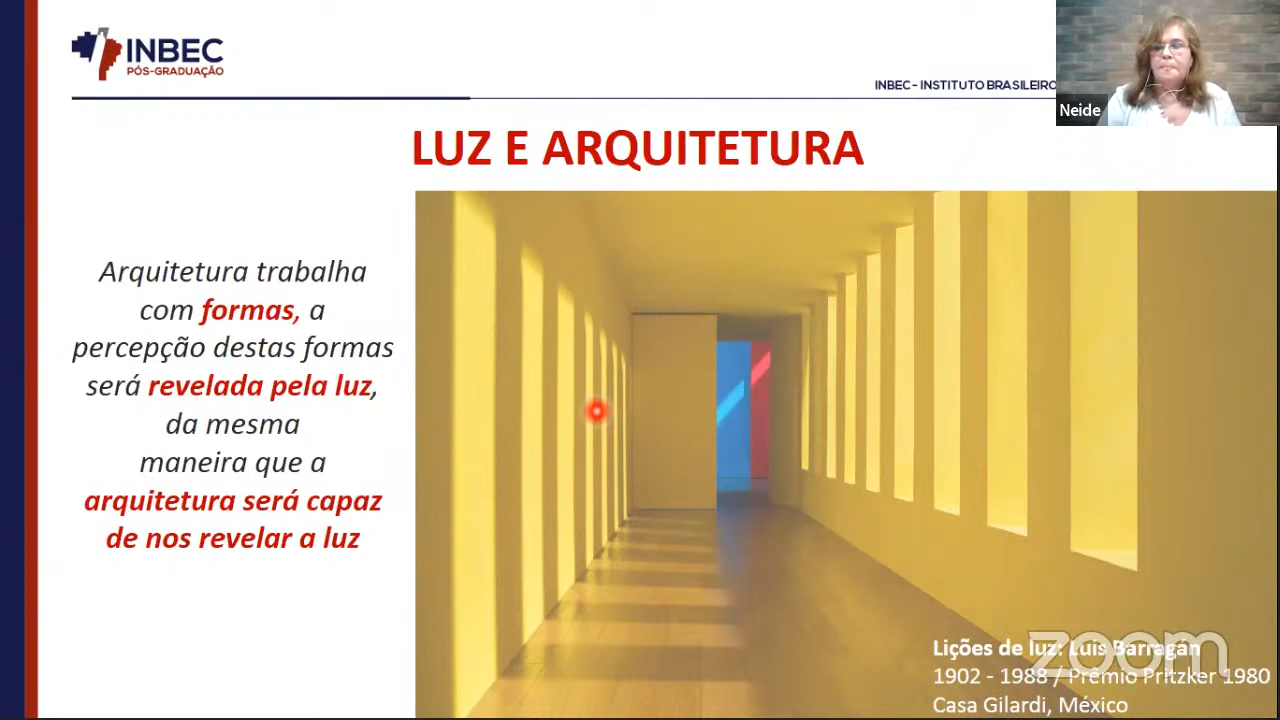 INBEC
PÓS-GRADUAÇÃO
INBEC - INSTITUTO BRASILEIRO
Neide
LUZ E ARQUITETURA
Arquitetura trabalha
com formas, a
percepção destas formas
será revelada pela luz,
da mesma
maneira que a
arquitetura será capaz
de nos revelar a luz
Lições de luz: Luis Barragán
1902 - 1988 / Prêmio Pritzker 1980
Casa Gilardi, México
zoom